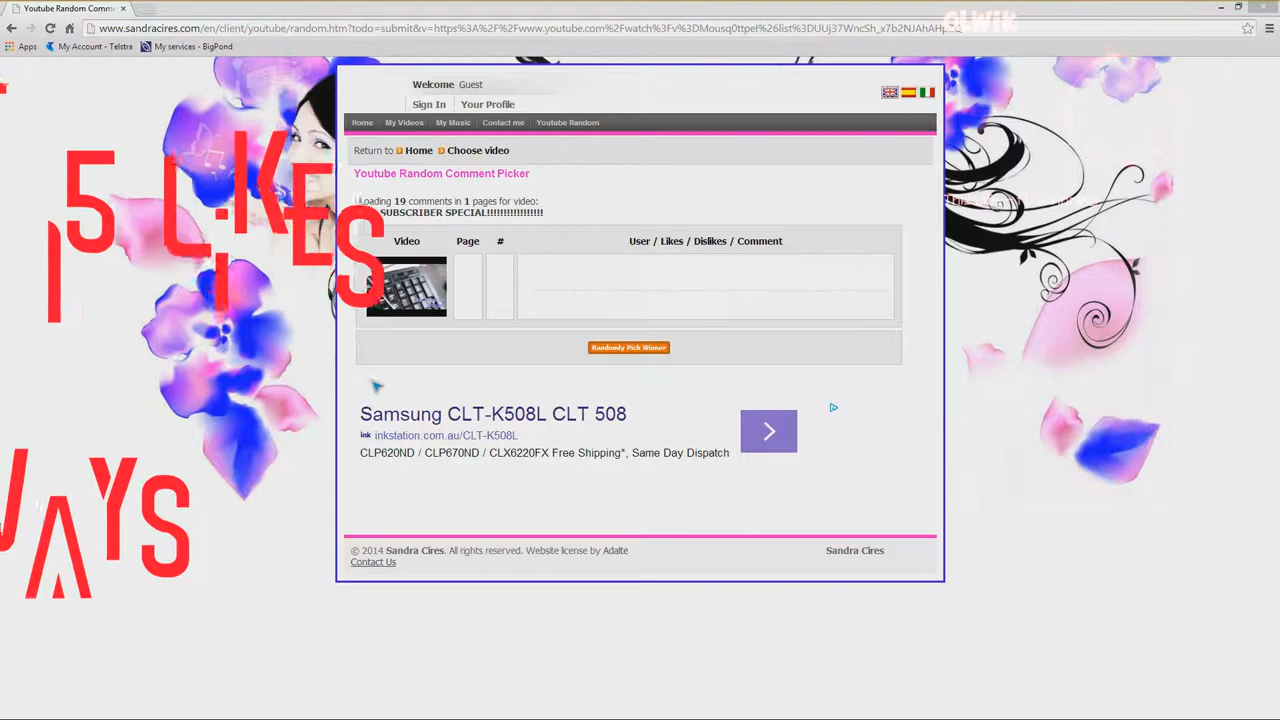 Youtube Random Comm
www.sandracires.com/en/client/youtube/random.htm?todo=submit&v=https%3A%2F%2Fwww.youtube.com%2Fwatch%3Fv%3DMousq0ttpeI%26list%3DUUj37WncSh_x7b2NJAhAHp
Apps
My Account - Telstra
My services - BigPond
Welcome Guest
Sign In
Your Profile
Home
My Videos
My Music
Contact me
Youtube Random
Return to Home Choose video
Youtube Random Comment Picker
Loading 19 comments in 1 pages for video:
SUBSCRIBER SPECIAL!!!!!!!!!!!!!!!!!
15 LiKES
Video
Page
#
User / Likes / Dislikes / Comment
Randomly Pick Winner
Samsung CLT-K508L CLT 508
ink inkstation.com.au/CLT-K508L
CLP620ND / CLP670ND / CLX6220FX Free Shipping*, Same Day Dispatch
WAYS
© 2014 Sandra Cires. All rights reserved. Website license by Adalte
Sandra Cires
Contact Us